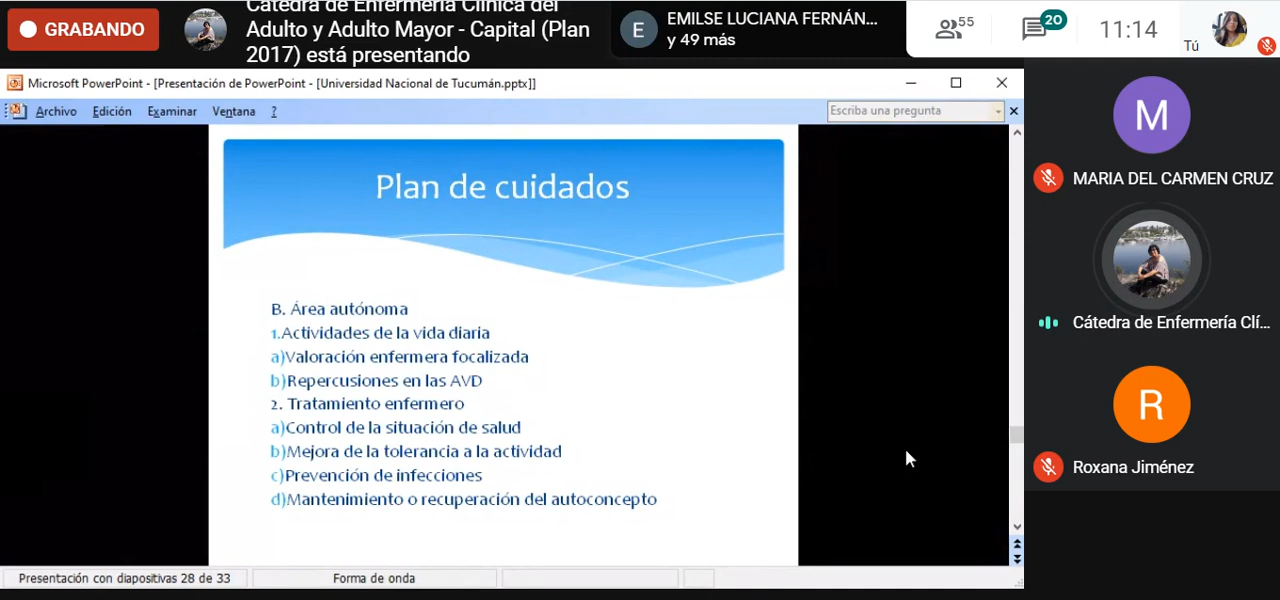 GRABANDO
Cátedra de Enfermería Clínica del
Adulto y Adulto Mayor - Capital (Plan
2017) está presentando
E
EMILSE LUCIANA FERNÁN...
y 49 más
55
20
11:14
Tú
Microsoft PowerPoint - [Presentación de PowerPoint - [Universidad Nacional de Tucumán.pptx]]
Archivo Edición Examinar Ventana ?
Escriba una pregunta
Plan de cuidados
B. Área autónoma
1.Actividades de la vida diaria
a)Valoración enfermera focalizada
b)Repercusiones en las AVD
2. Tratamiento enfermero
a)Control de la situación de salud
b)Mejora de la tolerancia a la actividad
c)Prevención de infecciones
d)Mantenimiento o recuperación del autoconcepto
Presentación con diapositivas 28 de 33
Forma de onda
M
MARIA DEL CARMEN CRUZ
Cátedra de Enfermería Clí...
R
Roxana Jiménez